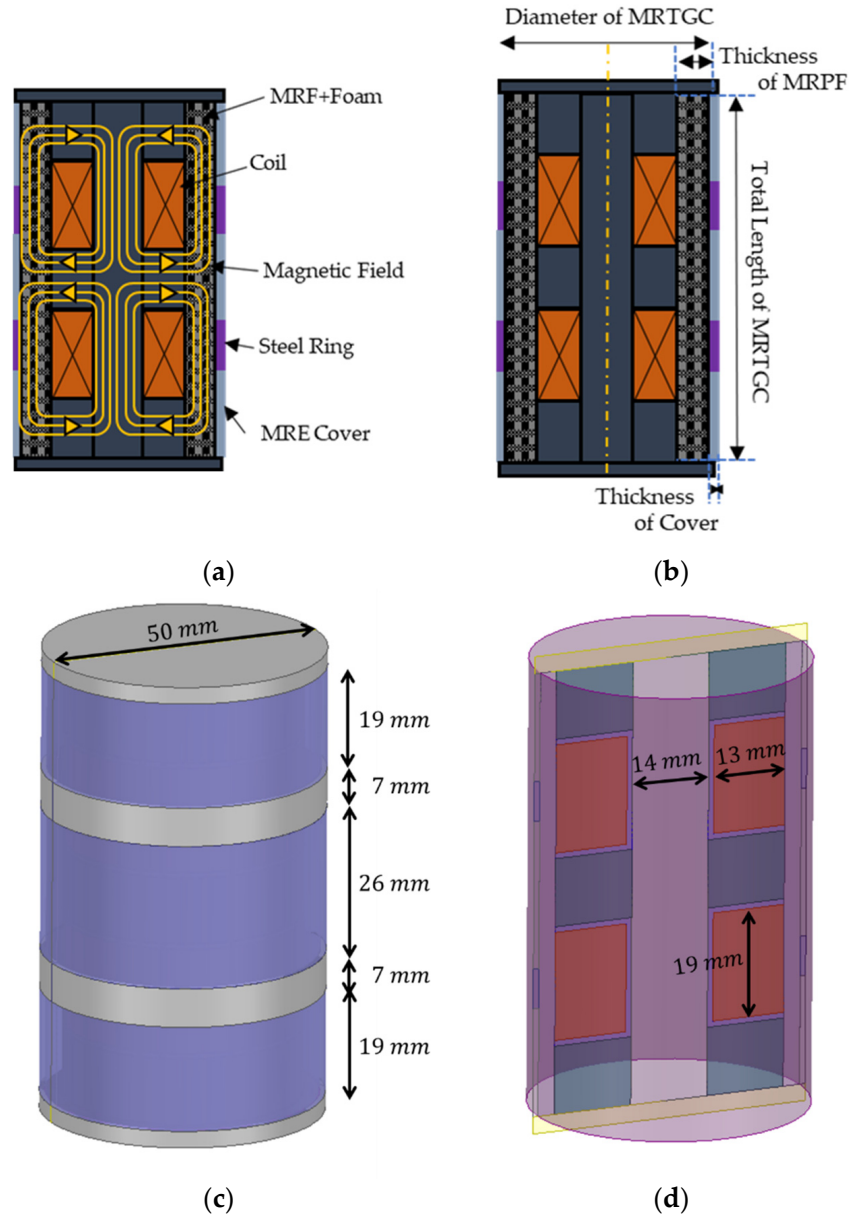 MRF+Foam
Coil
Magnetic Field
Steel Ring
MRE Cover
(a)
Diameter of MRTGC
Thickness
of MRPF
Total Length of MRTGC
Thickness
of Cover
(b)
50 mm
19 mm
7 mm
26 mm
7 mm
19 mm
(c)
14 mm
13 mm
19 mm
(d)